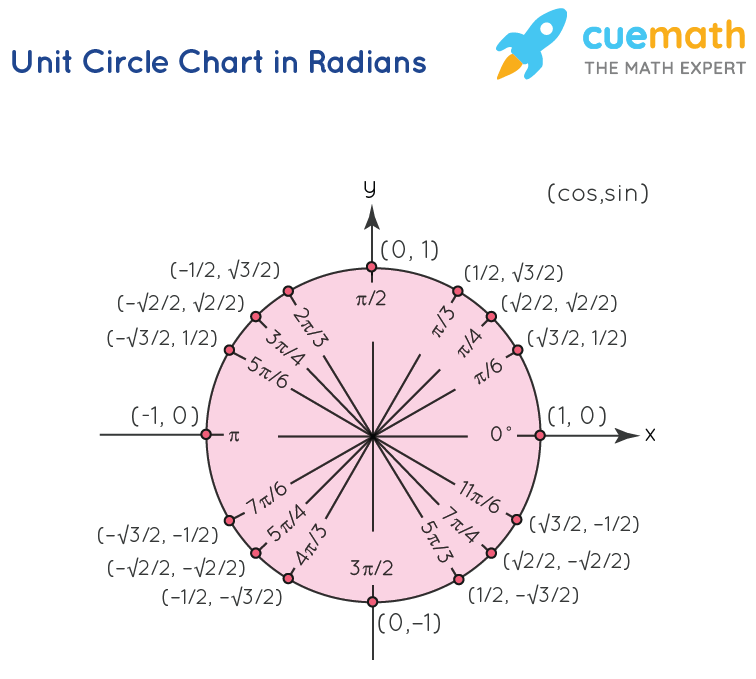 cuemath
THE MATH EXPERT
Unit Circle Chart in Radians
y
(cos,sin)
(0, 1)
(−1/2, √3/2)
(1/2, √3/2)
(−√2/2, √2/2)
π/2
(√2/2, √2/2)
(−√3/2, 1/2)
2π/3
π/3
(√3/2, 1/2)
3π/4
π/4
5π/6
π/6
(-1, 0)
(1, 0)
π
0°
x
7π/6
11π/6
(−√3/2, −1/2)
5π/4
7π/4
(√3/2, −1/2)
4π/3
5π/3
(−√2/2, −√2/2)
3π/2
(√2/2, −√2/2)
(−1/2, −√3/2)
(1/2, −√3/2)
(0,−1)